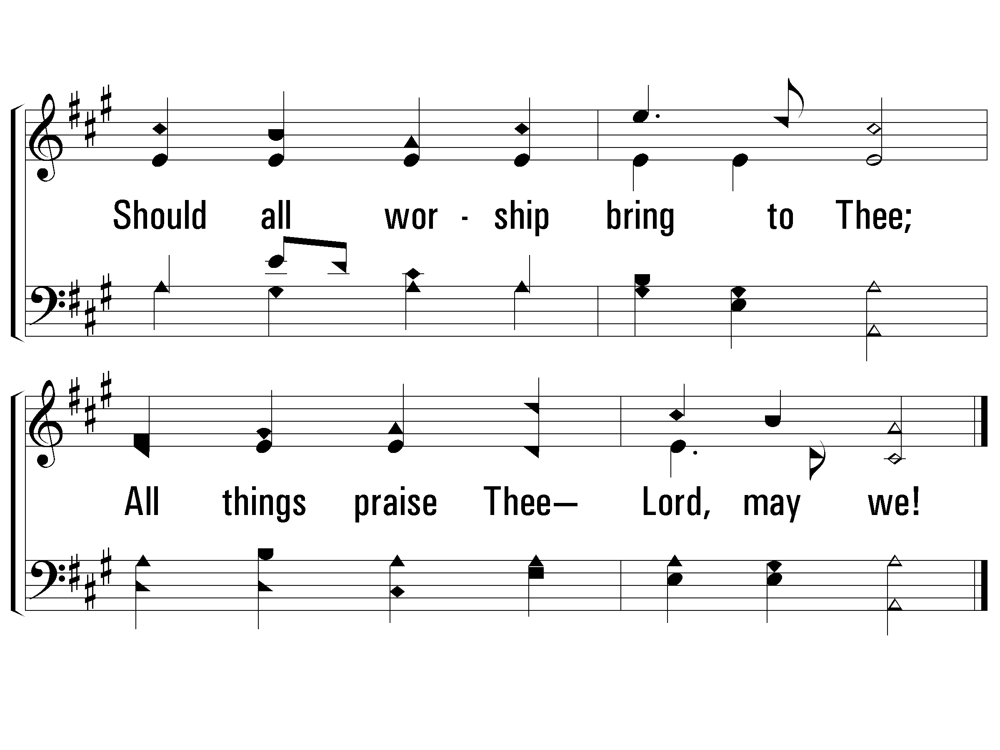 Should all wor - ship bring to Thee;
All things praise Thee— Lord, may we!